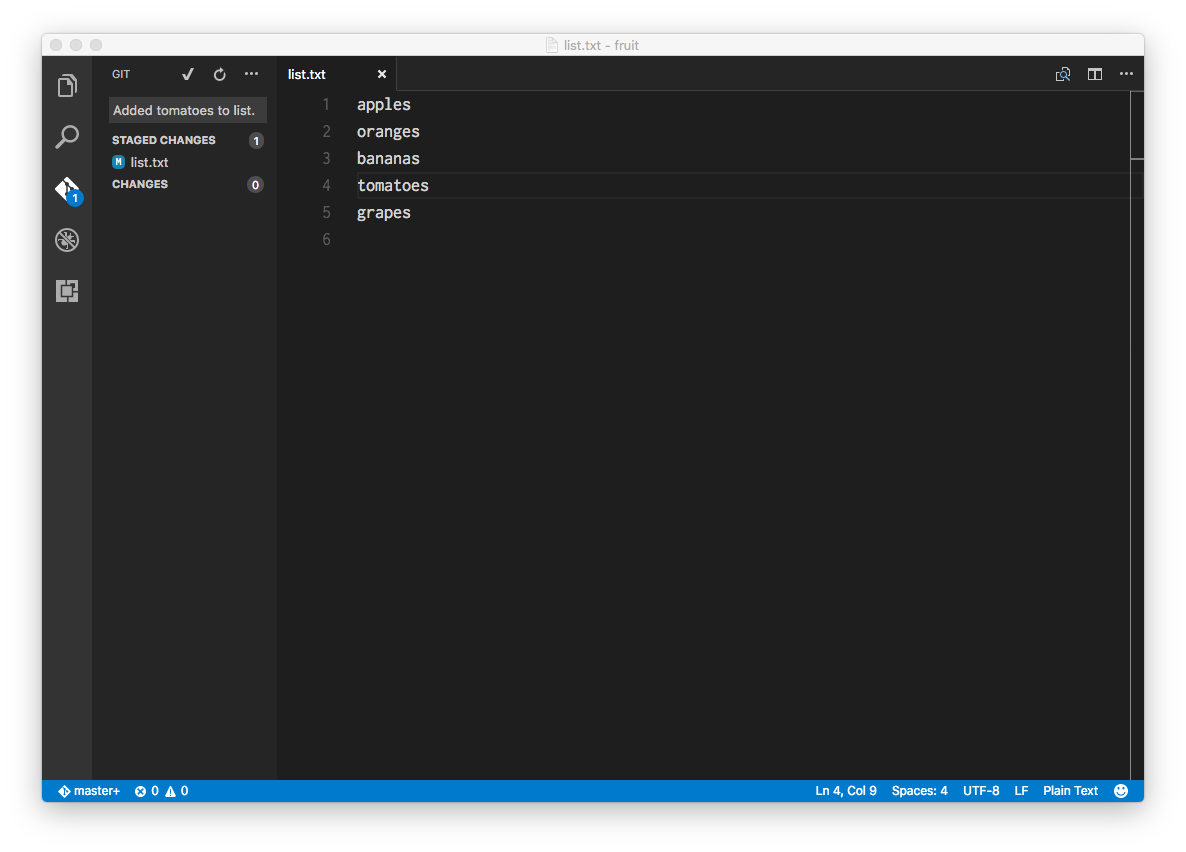 list.txt - fruit
GIT
Added tomatoes to list.
STAGED CHANGES 1
M list.txt
CHANGES 0
1
list.txt
1 apples
2 oranges
3 bananas
4 tomatoes
5 grapes
6
master+ 0 0 Ln 4, Col 9 Spaces: 4 UTF-8 LF Plain Text